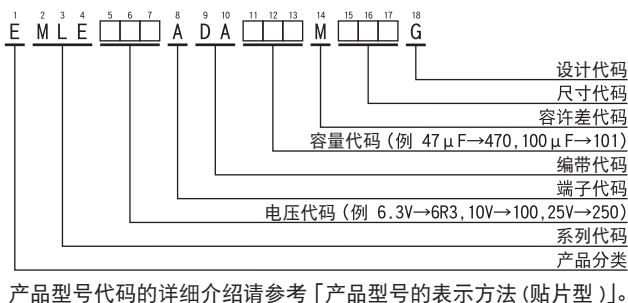 1 2 3 4 5 6 7 8 9 10 11 12 13 14 15 16 17 18
E M L E □□□ A D A □□□ M □□□ G
设计代码
尺寸代码
容许差代码
容量代码 (例 47μF→470,100μF→101)
编带代码
端子代码
电压代码 (例 6.3V→6R3,10V→100,25V→250)
系列代码
产品分类
产品型号代码的详细介绍请参考「产品型号的表示方法 (贴片型 )」。